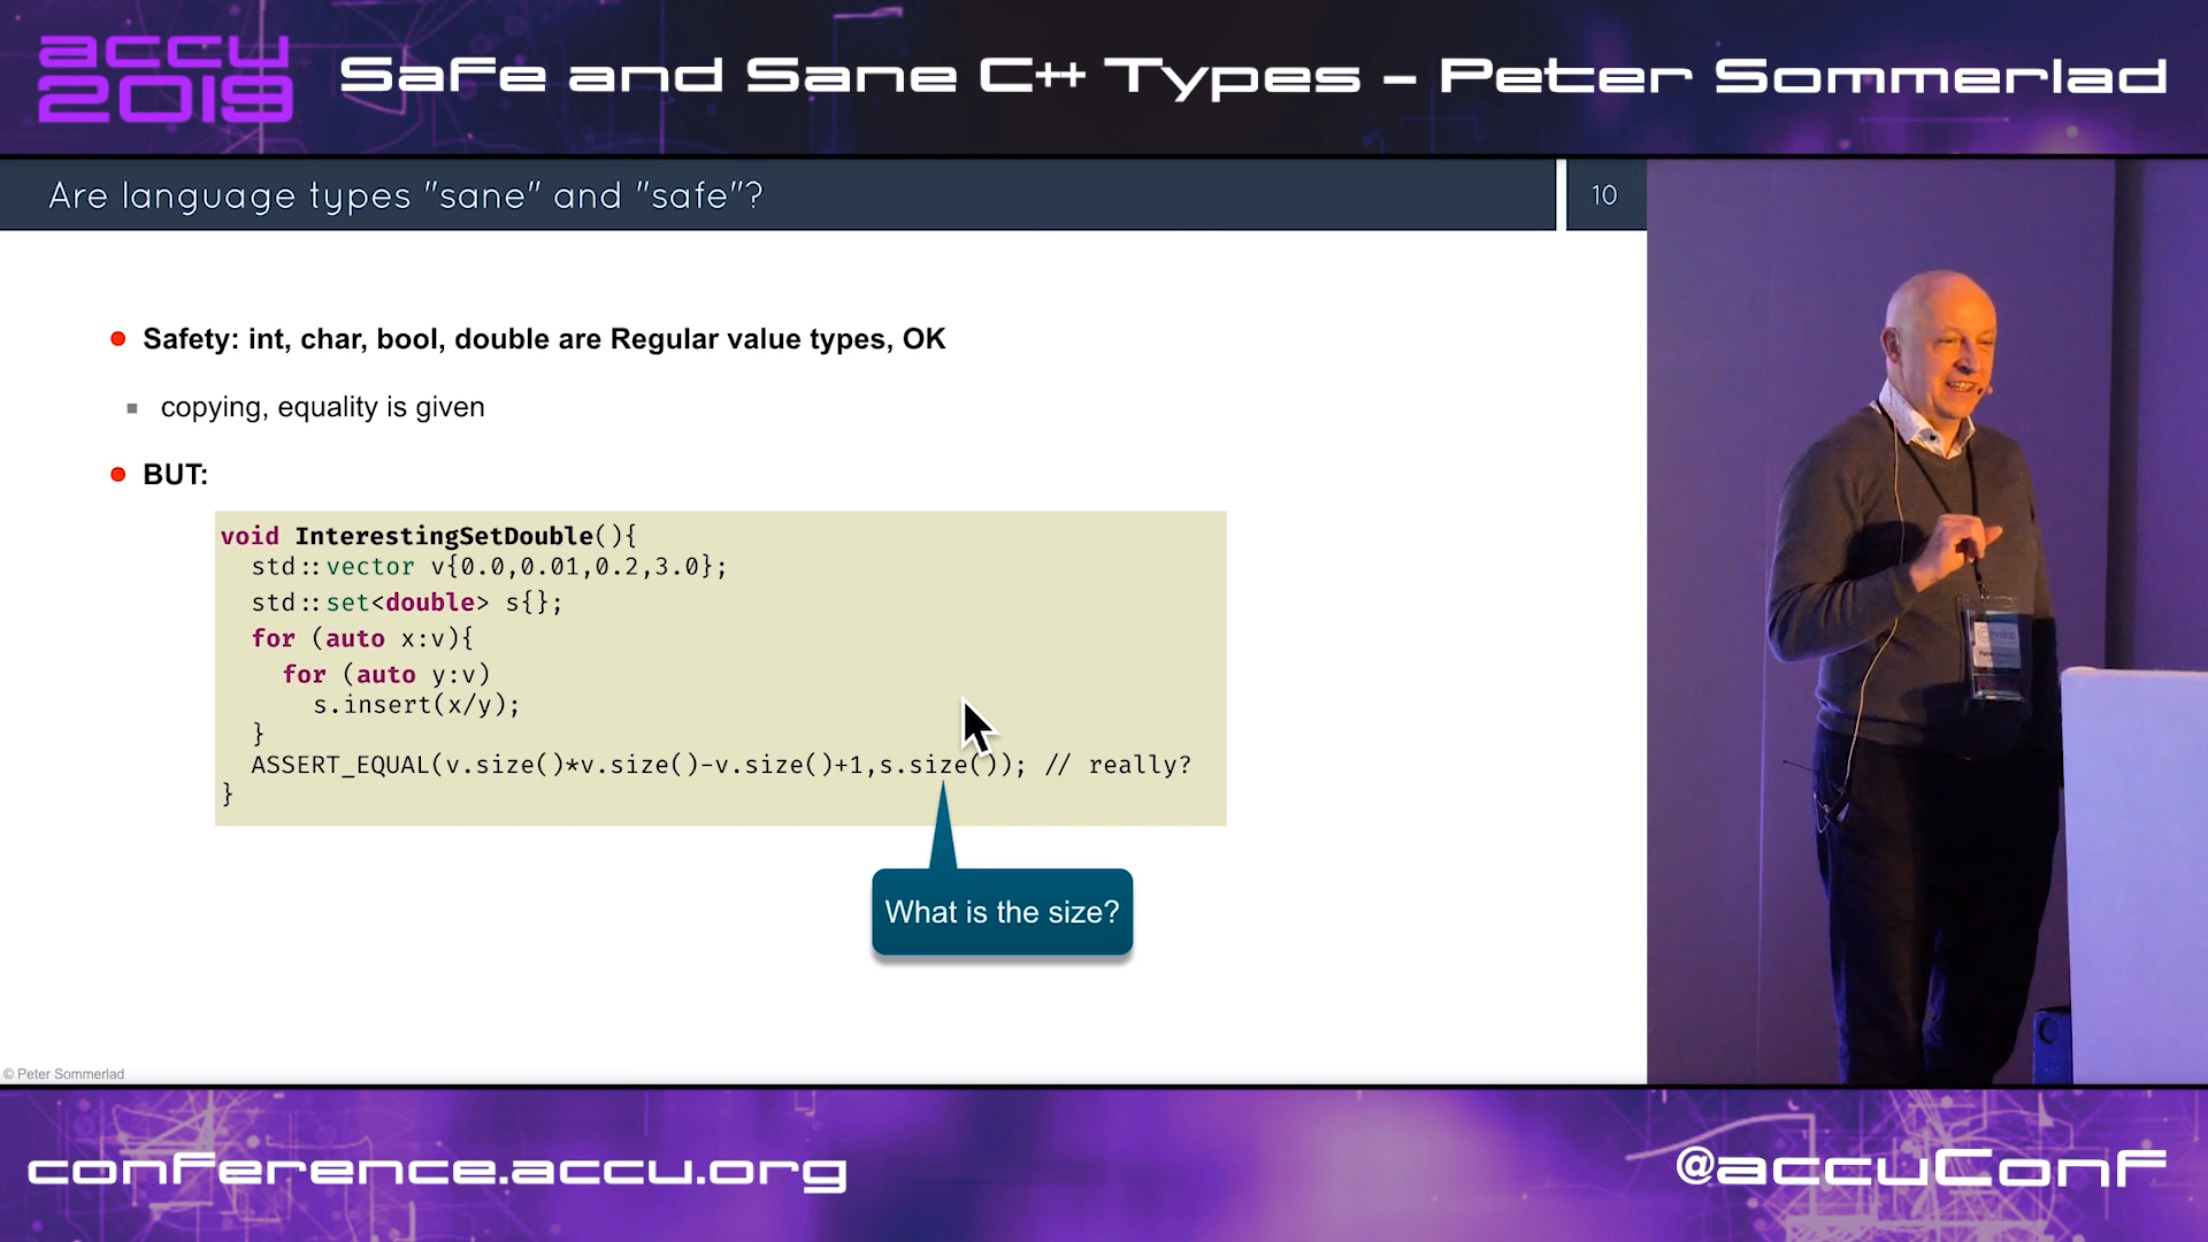 accu
2019
Safe and Sane C++ Types - Peter Sommerlad
Are language types "sane" and "safe"?
10
Safety: int, char, bool, double are Regular value types, OK
copying, equality is given
BUT:
void InterestingSetDouble(){
std::vector v{0.0,0.01,0.2,3.0};
std::set<double> s{};
for (auto x:v){
for (auto y:v)
s.insert(x/y);
}
ASSERT_EQUAL(v.size()*v.size()-v.size()+1,s.size()); // really?
}
What is the size?
© Peter Sommerlad
conference.accu.org
@accuConf